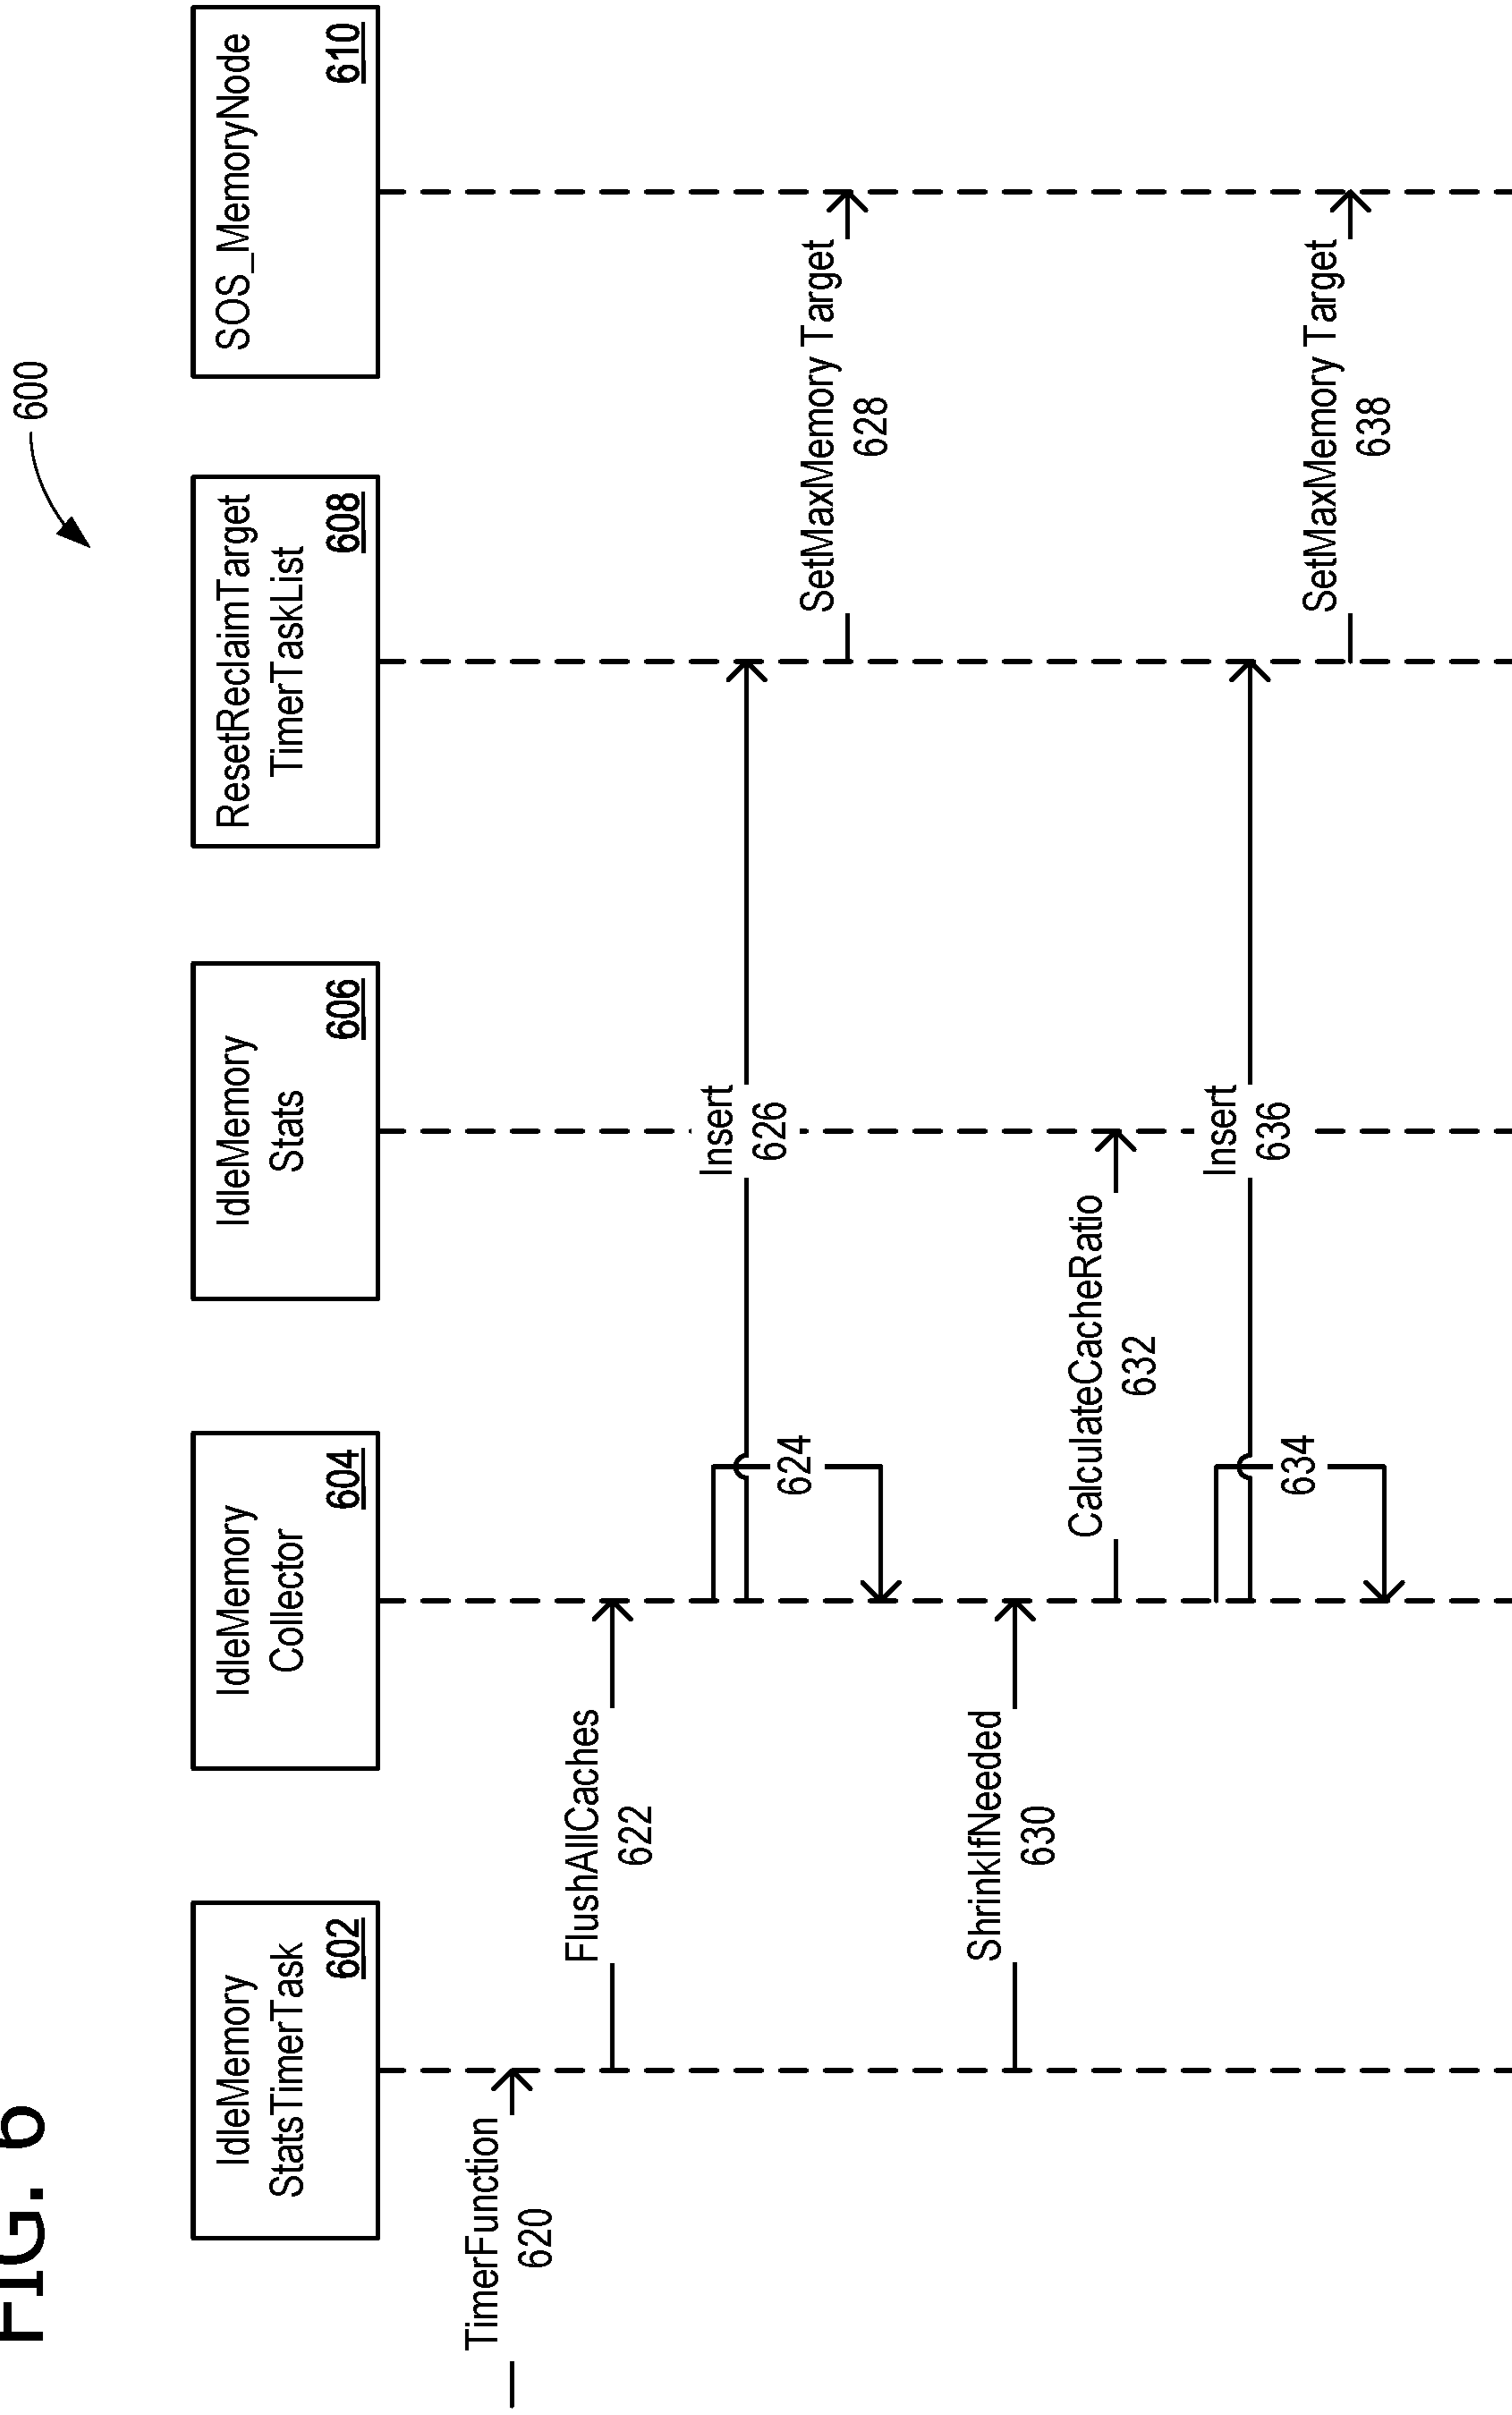 FIG. 6
600
IdleMemory
StatsTimerTask
602
IdleMemory
Collector
604
IdleMemory
Stats
606
ResetReclaimTarget
TimerTaskList
608
SOS_MemoryNode
610
TimerFunction
620
FlushAllCaches
622
Insert
626
624
SetMaxMemory Target
628
ShrinkIfNeeded
630
CalculateCacheRatio
632
Insert
636
634
SetMaxMemory Target
638